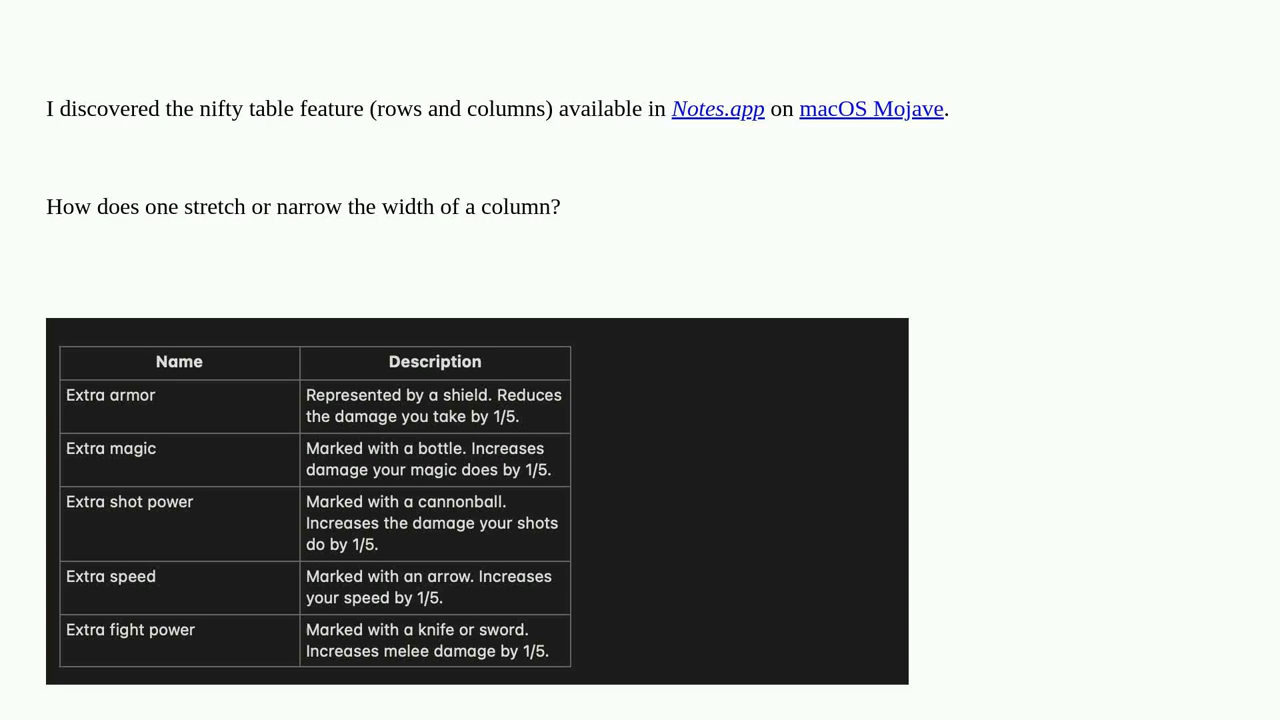 I discovered the nifty table feature (rows and columns) available in Notes.app on macOS Mojave.
How does one stretch or narrow the width of a column?
Name Description
Extra armor Represented by a shield. Reduces
the damage you take by 1/5.
Extra magic Marked with a bottle. Increases
damage your magic does by 1/5.
Extra shot power Marked with a cannonball.
Increases the damage your shots
do by 1/5.
Extra speed Marked with an arrow. Increases
your speed by 1/5.
Extra fight power Marked with a knife or sword.
Increases melee damage by 1/5.